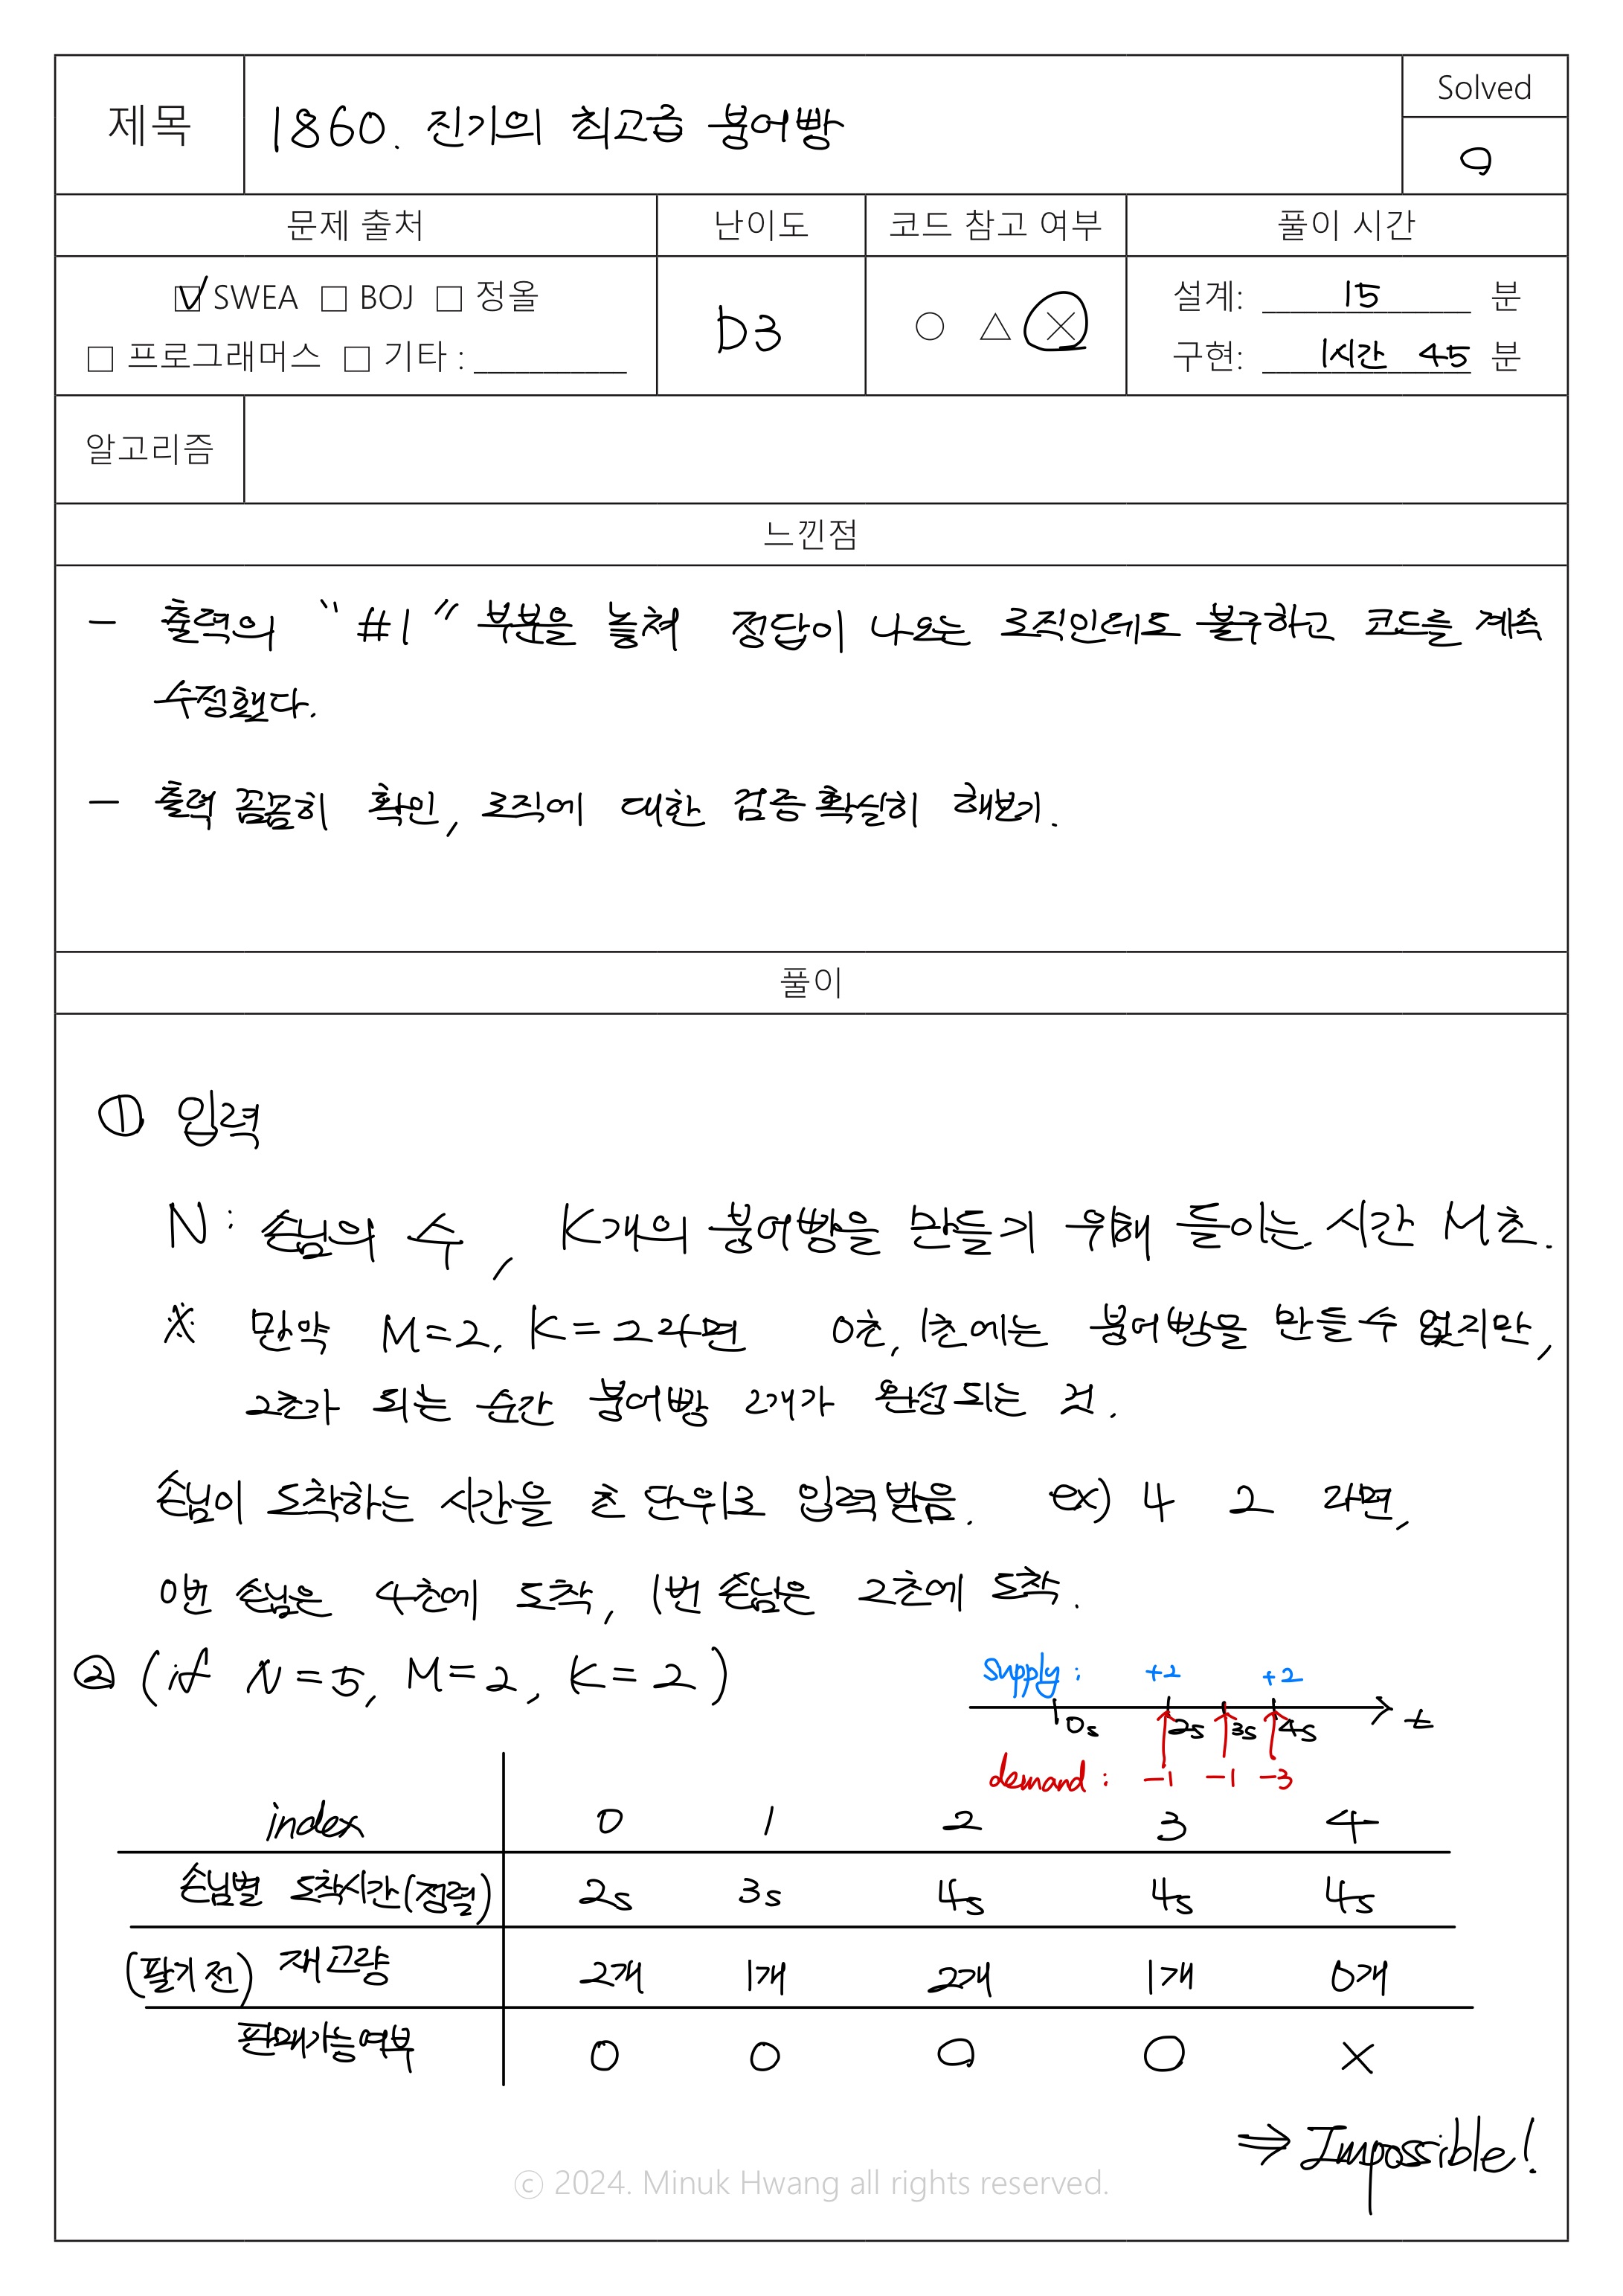 제목 1860. 진기의 최고급 붕어빵 Solved
O
문제 출처 난이도 코드 참고 여부 풀이 시간
☑ SWEA □ BOJ □ 정올
□ 프로그래머스 □ 기타 : __________
D3
○ △ ×
설계: 15 분
구현: 1시간 45 분
알고리즘
느낀점
- 출력의 "#1" 부분을 놓쳐 정답이 나오는 로직인데도 불구하고 코드를 계속
수정했다.
- 출력 꼼꼼히 확인, 로직에 대한 검증 확실히 해보기.
풀이
① 입력
N : 손님의 수, K개의 붕어빵을 만들기 위해 들이는 시간 M초.
※ 만약 M=2, K=2라면 0초, 1초에는 붕어빵을 만들 수 없지만,
2초가 되는 순간 붕어빵 2개가 완성되는 것.
손님이 도착하는 시간을 초 단위로 입력받음. ex) 4 2 라면,
0번 손님은 4초에 도착, 1번 손님은 2초에 도착.
② (if N=5, M=2, K=2)
supply : +2 +2
0s 2s 3s 4s t
demand : -1 -1 -3
index 0 1 2 3 4
손님별 도착시간(정렬) 2s 3s 4s 4s 4s
(팔기 전) 재고량 2개 1개 2개 1개 0개
판매가능여부 O O O O X
⇒ Impossible!
ⓒ 2024. Minuk Hwang all rights reserved.